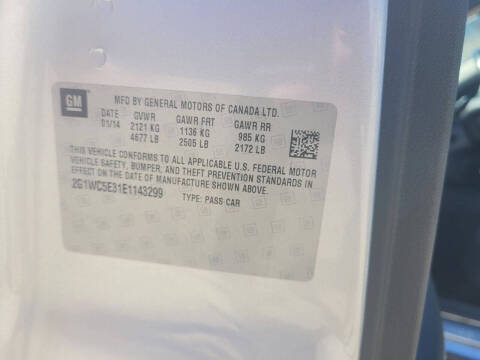 GM
MFD BY GENERAL MOTORS OF CANADA LTD.
DATE GVWR GAWR FRT GAWR RR
01/14 2121 KG 1136 KG 985 KG
4677 LB 2505 LB 2172 LB
THIS VEHICLE CONFORMS TO ALL APPLICABLE U.S. FEDERAL MOTOR
VEHICLE SAFETY, BUMPER, AND THEFT PREVENTION STANDARDS IN
EFFECT ON THE DATE OF MANUFACTURE SHOWN ABOVE.
2G1WC5E31E1143299 TYPE: PASS CAR